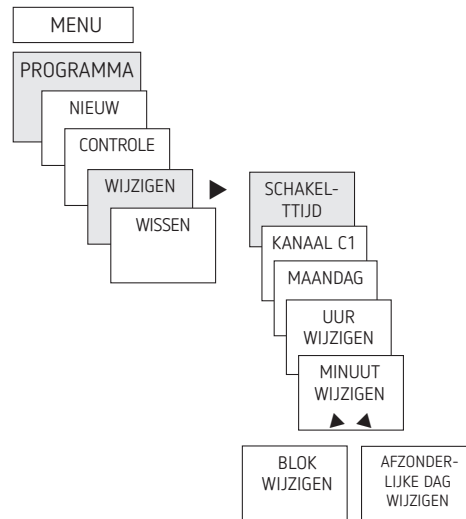 MENU
PROGRAMMA
NIEUW
CONTROLE
WIJZIGEN
WISSEN
SCHAKEL-
TTIJD
KANAAL C1
MAANDAG
UUR
WIJZIGEN
MINUUT
WIJZIGEN
BLOK
WIJZIGEN
AFZONDER-
LIJKE DAG
WIJZIGEN